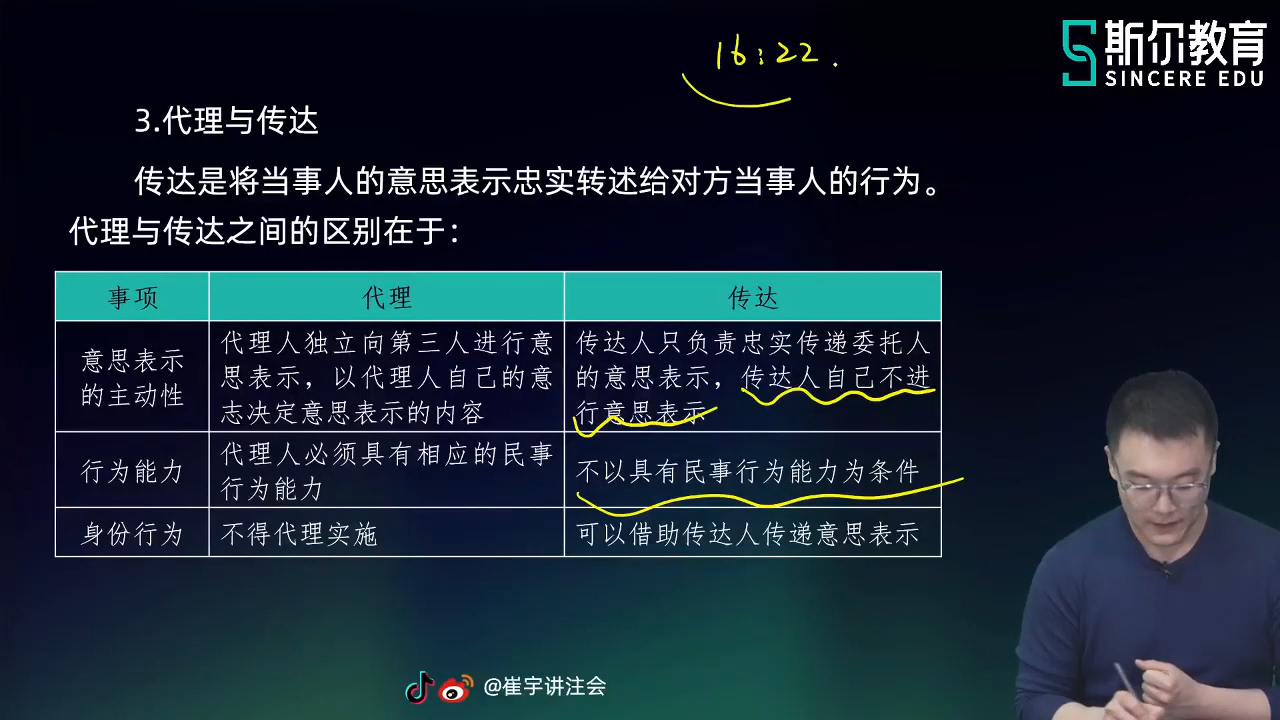 16:22.
斯尔教育
SINCERE EDU
3.代理与传达
传达是将当事人的意思表示忠实转述给对方当事人的行为。
代理与传达之间的区别在于：
事项
代理
传达
意思表示
的主动性
代理人独立向第三人进行意
思表示，以代理人自己的意
志决定意思表示的内容
传达人只负责忠实传递委托人
的意思表示，传达人自己不进
行意思表示
行为能力
代理人必须具有相应的民事
行为能力
不以具有民事行为能力为条件
身份行为
不得代理实施
可以借助传达人传递意思表示
@崔宇讲注会